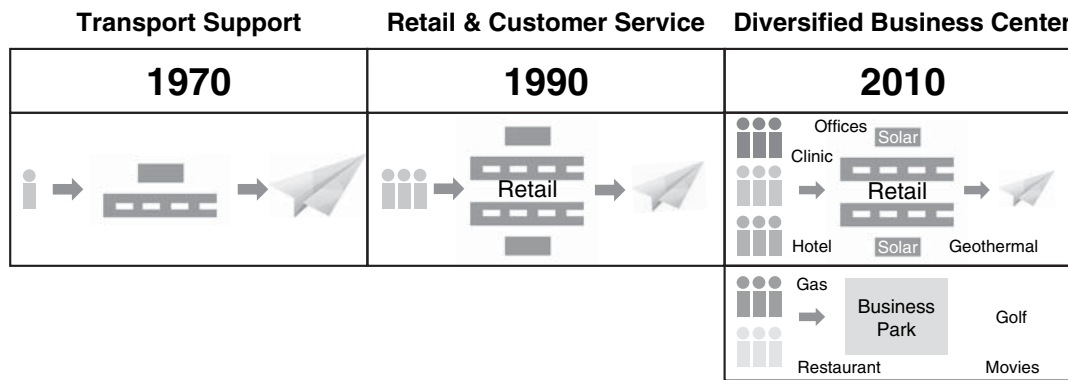 Transport Support
Retail & Customer Service
Diversified Business Center
1970
1990
2010
Retail
Offices
Solar
Clinic
Retail
Hotel
Solar
Geothermal
Gas
Business
Park
Golf
Restaurant
Movies